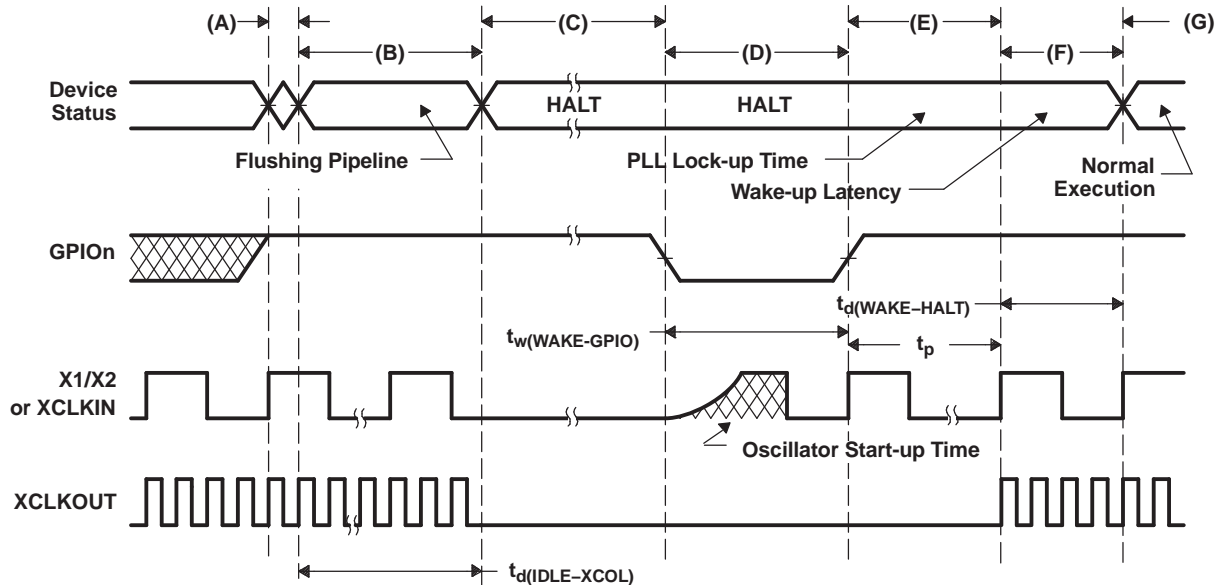 (A)
(C)
(E)
(G)
(B)
(D)
(F)
Device
Status
HALT
HALT
Flushing Pipeline
PLL Lock-up Time
Wake-up Latency
Normal
Execution
GPIOn
td(WAKE–HALT)
tw(WAKE-GPIO)
tp
X1/X2
or XCLKIN
Oscillator Start-up Time
XCLKOUT
td(IDLE–XCOL)